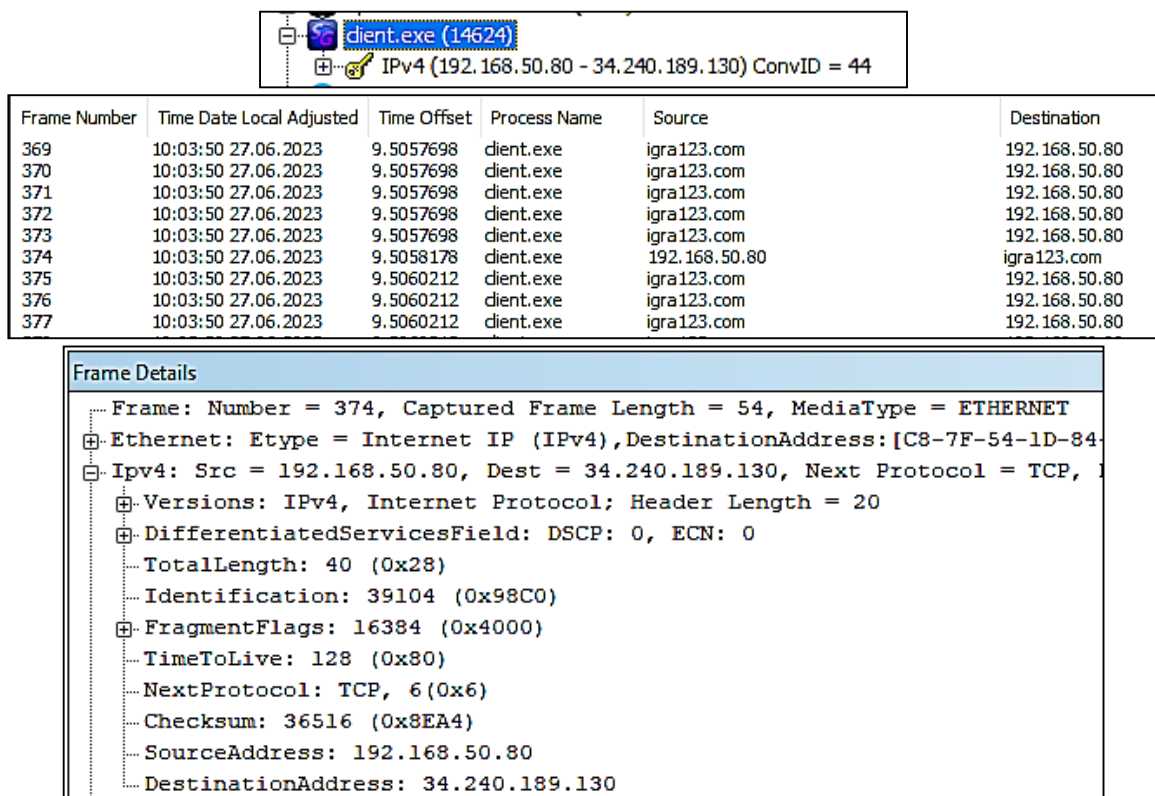 client.exe (14624)
IPv4 (192.168.50.80 - 34.240.189.130) ConvID = 44
Frame Number Time Date Local Adjusted Time Offset Process Name Source Destination
369 10:03:50 27.06.2023 9.5057698 client.exe igra123.com 192.168.50.80
370 10:03:50 27.06.2023 9.5057698 client.exe igra123.com 192.168.50.80
371 10:03:50 27.06.2023 9.5057698 client.exe igra123.com 192.168.50.80
372 10:03:50 27.06.2023 9.5057698 client.exe igra123.com 192.168.50.80
373 10:03:50 27.06.2023 9.5057698 client.exe igra123.com 192.168.50.80
374 10:03:50 27.06.2023 9.5058178 client.exe 192.168.50.80 igra123.com
375 10:03:50 27.06.2023 9.5060212 client.exe igra123.com 192.168.50.80
376 10:03:50 27.06.2023 9.5060212 client.exe igra123.com 192.168.50.80
377 10:03:50 27.06.2023 9.5060212 client.exe igra123.com 192.168.50.80
Frame Details
Frame: Number = 374, Captured Frame Length = 54, MediaType = ETHERNET
Ethernet: Etype = Internet IP (IPv4),DestinationAddress:[C8-7F-54-1D-84-
Ipv4: Src = 192.168.50.80, Dest = 34.240.189.130, Next Protocol = TCP,
Versions: IPv4, Internet Protocol; Header Length = 20
DifferentiatedServicesField: DSCP: 0, ECN: 0
TotalLength: 40 (0x28)
Identification: 39104 (0x98C0)
FragmentFlags: 16384 (0x4000)
TimeToLive: 128 (0x80)
NextProtocol: TCP, 6(0x6)
Checksum: 36516 (0x8EA4)
SourceAddress: 192.168.50.80
DestinationAddress: 34.240.189.130